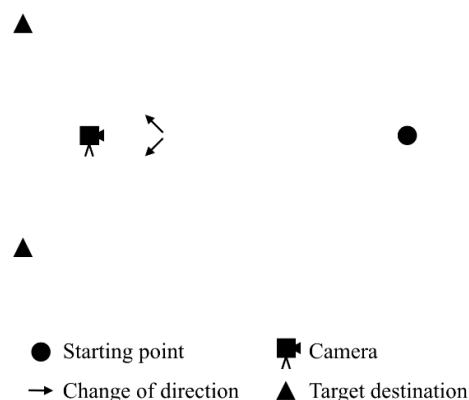 Starting point
Camera
Change of direction
Target destination